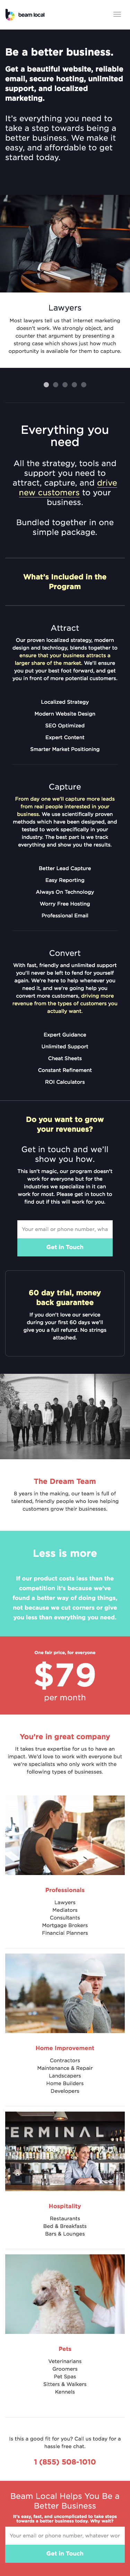 beam local
Be a better business.
Get a beautiful website, reliable
email, secure hosting, unlimited
support, and localized
marketing.
It's everything you need to
take a step towards being a
better business. We make it
easy, so what are you waiting
for? It's time to get started
today.
Lawyers
Most lawyers tell us that internet marketing
doesn't work. We strongly object, and
counter that argument by presenting a
strong case which shows just how much
opportunity is available for them to capture.
Everything you
need
All the strategy, tools and
support you need to
attract, capture, and drive
new customers to your
business.
Bundled together in one
simple package.
What's Included in the
Program
Attract
Our proven localized strategy, modern
design and technology, blends together to
ensure that your business attracts a
larger share of the market. We'll ensure
you put your best foot forward, and get
you in front of more potential customers.
Localized Strategy
Modern Website Design
SEO Optimized
Expert Content
Smarter Market Positioning
Capture
From day one we'll capture more leads
from real people interested in your
business. We use scientifically proven
methods which have been designed, and
tested to work specifically in your
industry. The best part is we track
everything and show you the results.
Better Lead Capture
Easy Reporting
Always On Technology
Worry Free Hosting
Professional Email
Convert
With fast, friendly and unlimited support
you'll never be left to fend for yourself
again. We're here to help whenever you
need it, and we're going to help you
convert more customers, driving more
revenue from the types of customers you
actually want.
Expert Guidance
Unlimited Support
Cheat Sheets
Constant Refinement
ROI Calculators
Do you want to grow
your revenues?
Get in touch and we'll
show you how.
This isn't magic, our program doesn't
work for everyone but for the
industries we specialize in it can
work for most. Please get in touch to
find out if this will work for you.
Your email or phone number, whe
Get in Touch
60 day trial, money
back guarantee
If you don't love our service
during your first 60 days we'll
give you a full refund. No strings
attached.
The Dream Team
6 years in the making, our team is full of
talented, friendly people who love helping
customers grow their businesses.
Less is more
If our product costs less than the
competition it's because we've
found a better way of doing things,
not because we cut corners or give
you less then everything you need.
One fair price, for everyone
$79
per month
You're in great company
It takes true expertise for us to have an
impact. We'd love to work with everyone but
we're specialists who only work with the
following types of businesses.
Professionals
Lawyers
Mediators
Consultants
Mortgage Brokers
Financial Planners
Home Improvement
Contractors
Maintenance & Repair
Landscapers
Home Builders
Developers
TERMINAL
Hospitality
Restaurants
Bed & Breakfasts
Bars & Lounges
Pets
Veterinarians
Groomers
Pet Spas
Sitters & Walkers
Kennels
Is this a good fit for you? Call us today for a
hassle free chat.
1 (855) 508-1010
Beam Local Helps You Be a
Better Business
It's easy, fast, and uncomplicated to take steps
towards a better business today. Why wait?
Your email or phone number, whatever wor
Get in Touch